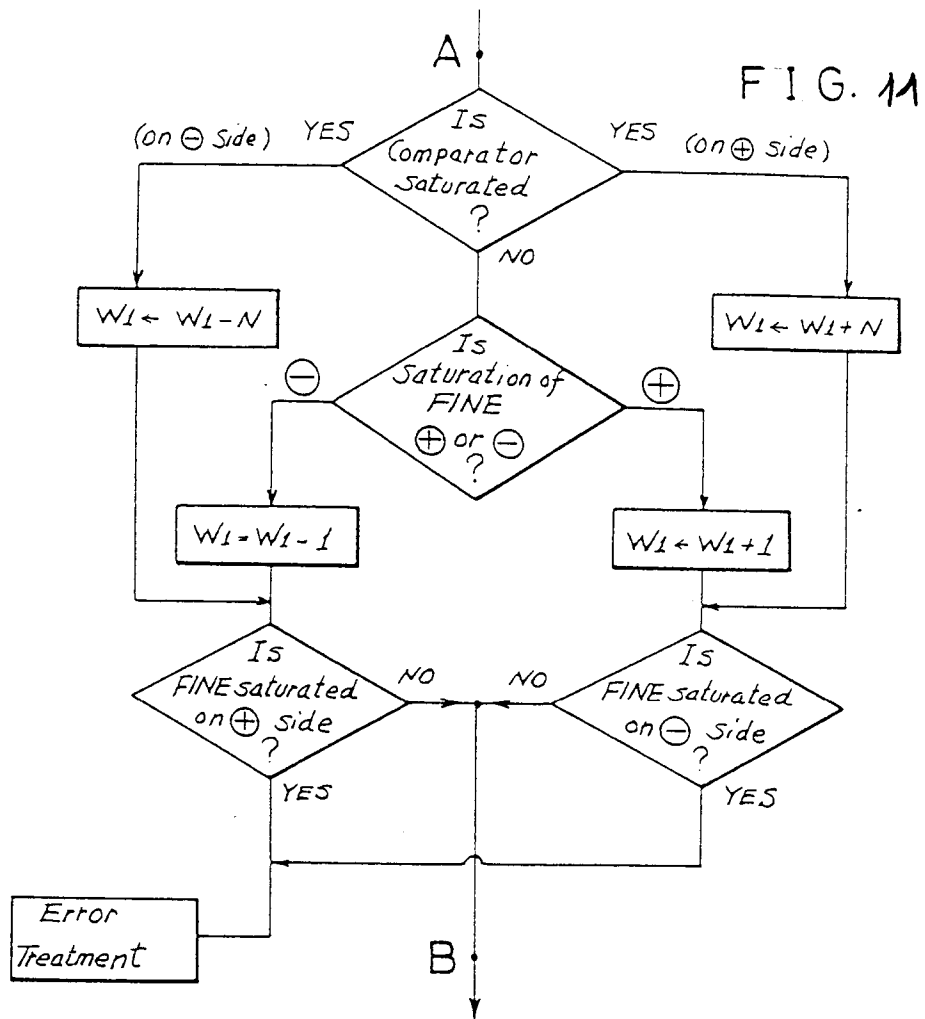 A
FIG. 11
(on ⊖ side)
YES
Is
Comparator
saturated
?
YES
(on ⊕ side)
NO
W1 ← W1 - N
W1 ← W1 + N
⊖
Is
Saturation of
FINE
⊕ or ⊖
?
⊕
W1 = W1 - 1
W1 ← W1 + 1
Is
FINE saturated
on ⊕ side
?
NO
NO
Is
FINE saturated
on ⊖ side
?
YES
YES
Error
Treatment
B